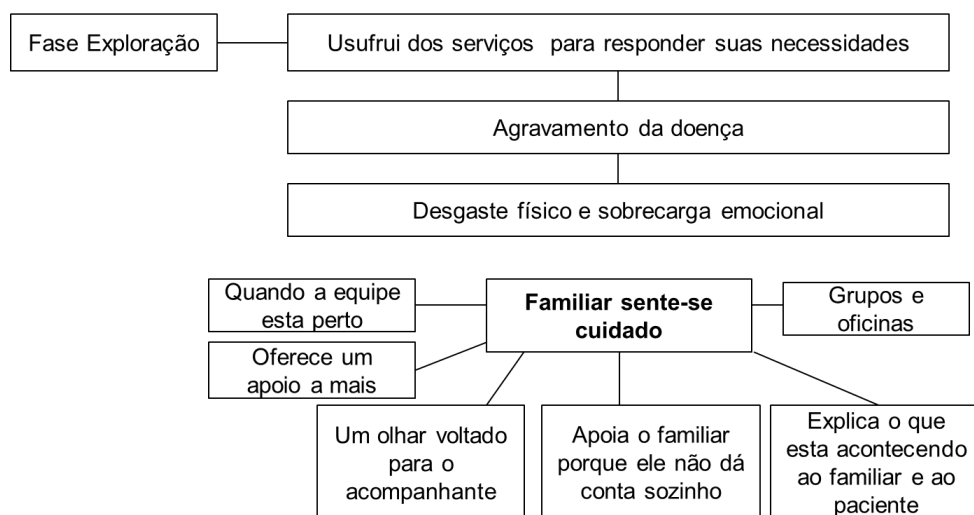 Fase Exploração
Usufrui dos serviços para responder suas necessidades
Agravamento da doença
Desgaste físico e sobrecarga emocional
Quando a equipe
esta perto
Familiar sente-se
cuidado
Grupos e
oficinas
Oferece um
apoio a mais
Um olhar voltado
para o
acompanhante
Apoia o familiar
porque ele não dá
conta sozinho
Explica o que
esta acontecendo
ao familiar e ao
paciente